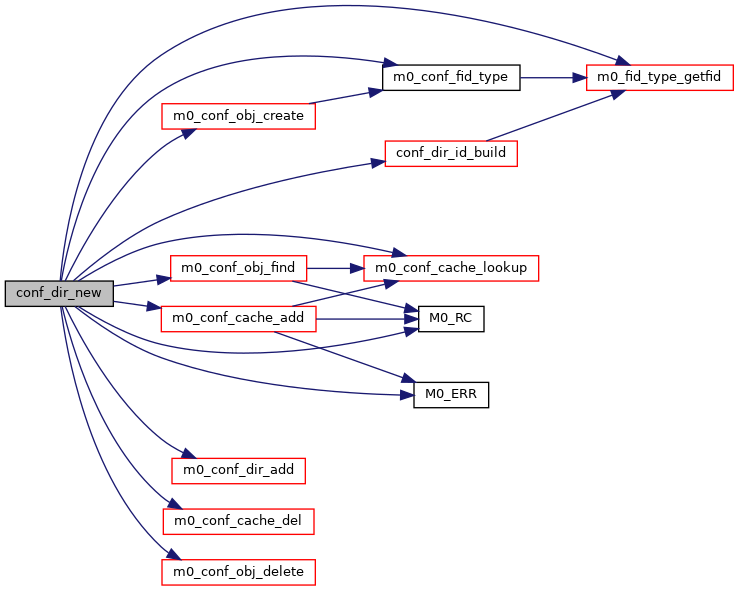 m0_conf_fid_type
m0_fid_type_getfid
m0_conf_obj_create
conf_dir_id_build
m0_conf_obj_find
m0_conf_cache_lookup
conf_dir_new
m0_conf_cache_add
M0_RC
M0_ERR
m0_conf_dir_add
m0_conf_cache_del
m0_conf_obj_delete